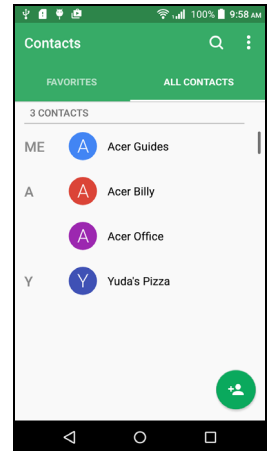 100% 9:58 AM
Contacts
FAVORITES ALL CONTACTS
3 CONTACTS
ME A Acer Guides
A A Acer Billy
A Acer Office
Y Y Yuda's Pizza